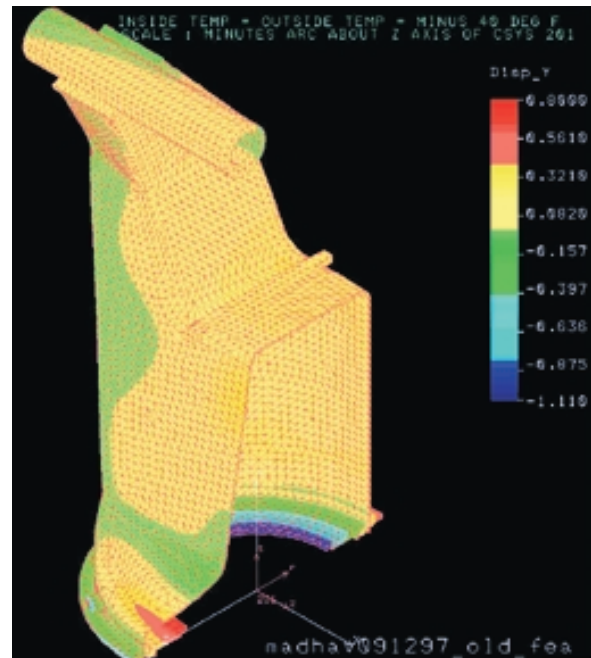 INSIDE TEMP = OUTSIDE TEMP = MINUS 40 DEG F
SCALE : MINUTES ARC ABOUT Z AXIS OF CSYS 201
Disp_Y
0.8000
0.5610
0.3210
0.0820
-0.157
-0.397
-0.636
-0.875
-1.110
madhav091297_old_fea